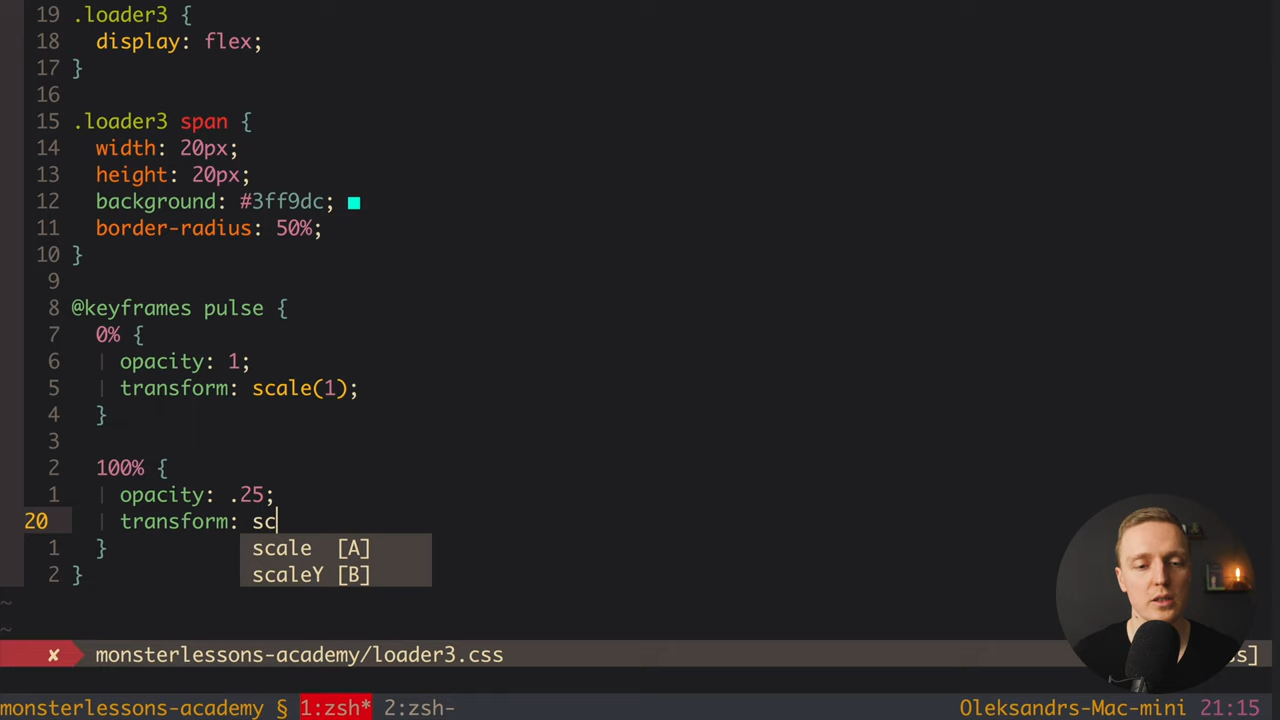 19 .loader3 {
18 display: flex;
17 }
16
15 .loader3 span {
14 width: 20px;
13 height: 20px;
12 background: #3ff9dc;
11 border-radius: 50%;
10 }
9
8 @keyframes pulse {
7 0% {
6 opacity: 1;
5 transform: scale(1);
4 }
3
2 100% {
1 opacity: .25;
20 transform: sc
1 }
2 }
scale [A]
scaleY [B]
~
~
✘ monsterlessons-academy/loader3.css
s]
monsterlessons-academy § 1:zsh* 2:zsh- Oleksandrs-Mac-mini 21:15